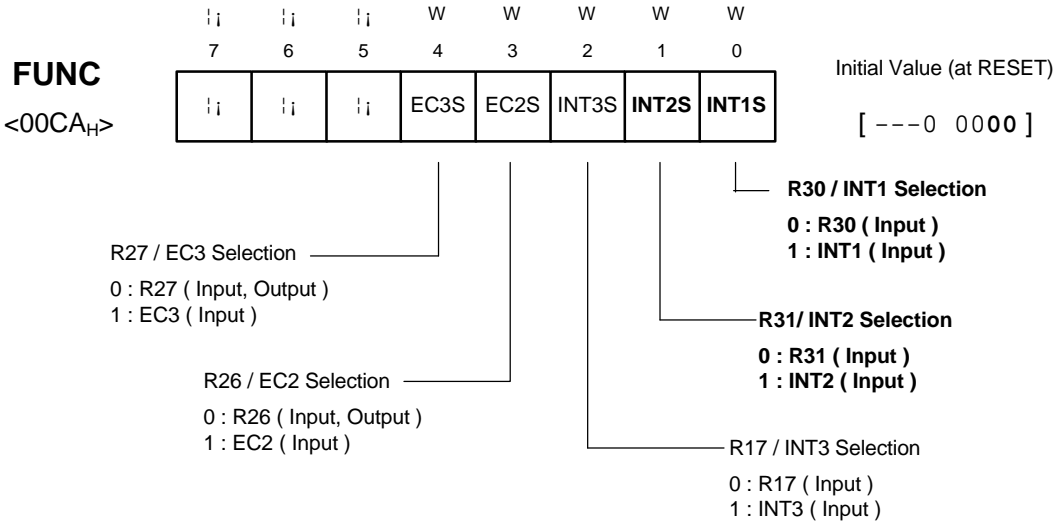 ¦¡ ¦¡ ¦¡ W W W W W
7 6 5 4 3 2 1 0
FUNC
<00CAH>
¦¡ ¦¡ ¦¡ EC3S EC2S INT3S INT2S INT1S
Initial Value (at RESET)
[ ---0 0000 ]
R30 / INT1 Selection
0 : R30 ( Input )
1 : INT1 ( Input )
R27 / EC3 Selection
0 : R27 ( Input, Output )
1 : EC3 ( Input )
R31/ INT2 Selection
0 : R31 ( Input )
1 : INT2 ( Input )
R26 / EC2 Selection
0 : R26 ( Input, Output )
1 : EC2 ( Input )
R17 / INT3 Selection
0 : R17 ( Input )
1 : INT3 ( Input )